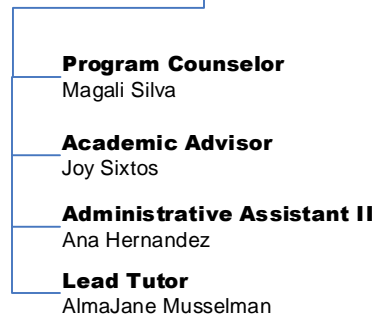 Program Counselor
Magali Silva
Academic Advisor
Joy Sixtos
Administrative Assistant II
Ana Hernandez
Lead Tutor
AlmaJane Musselman